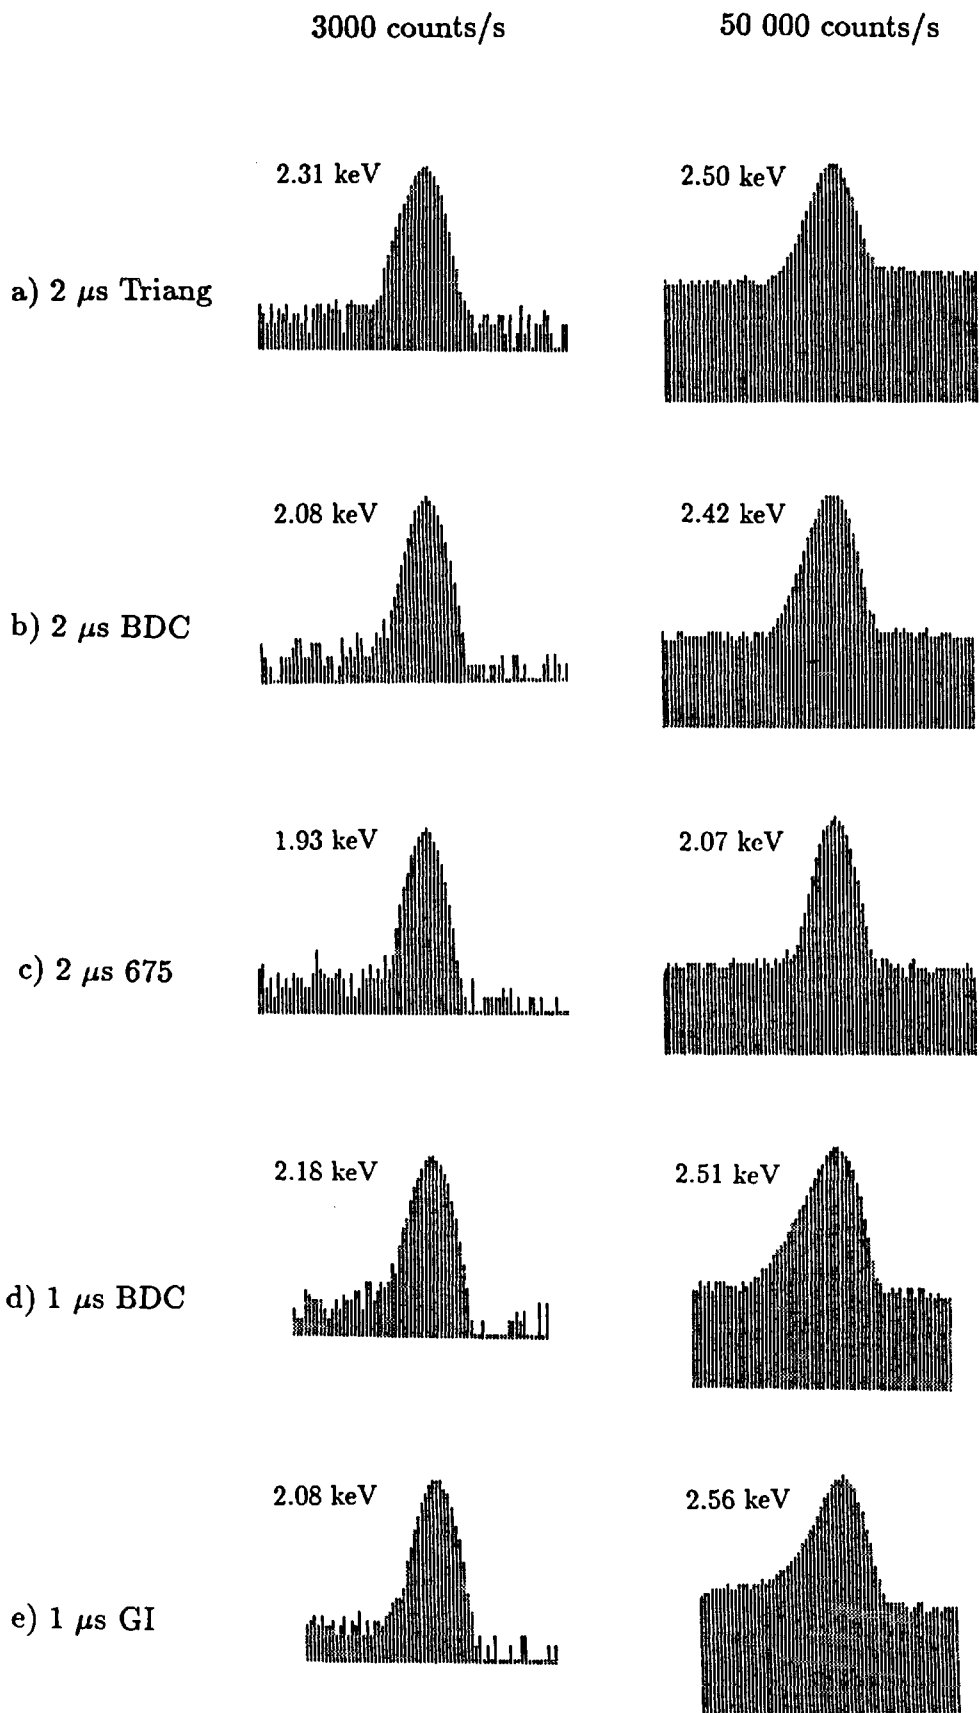 3000 counts/s 50 000 counts/s
2.31 keV 2.50 keV
a) 2 μs Triang
2.08 keV 2.42 keV
b) 2 μs BDC
1.93 keV 2.07 keV
c) 2 μs 675
2.18 keV 2.51 keV
d) 1 μs BDC
2.08 keV 2.56 keV
e) 1 μs GI